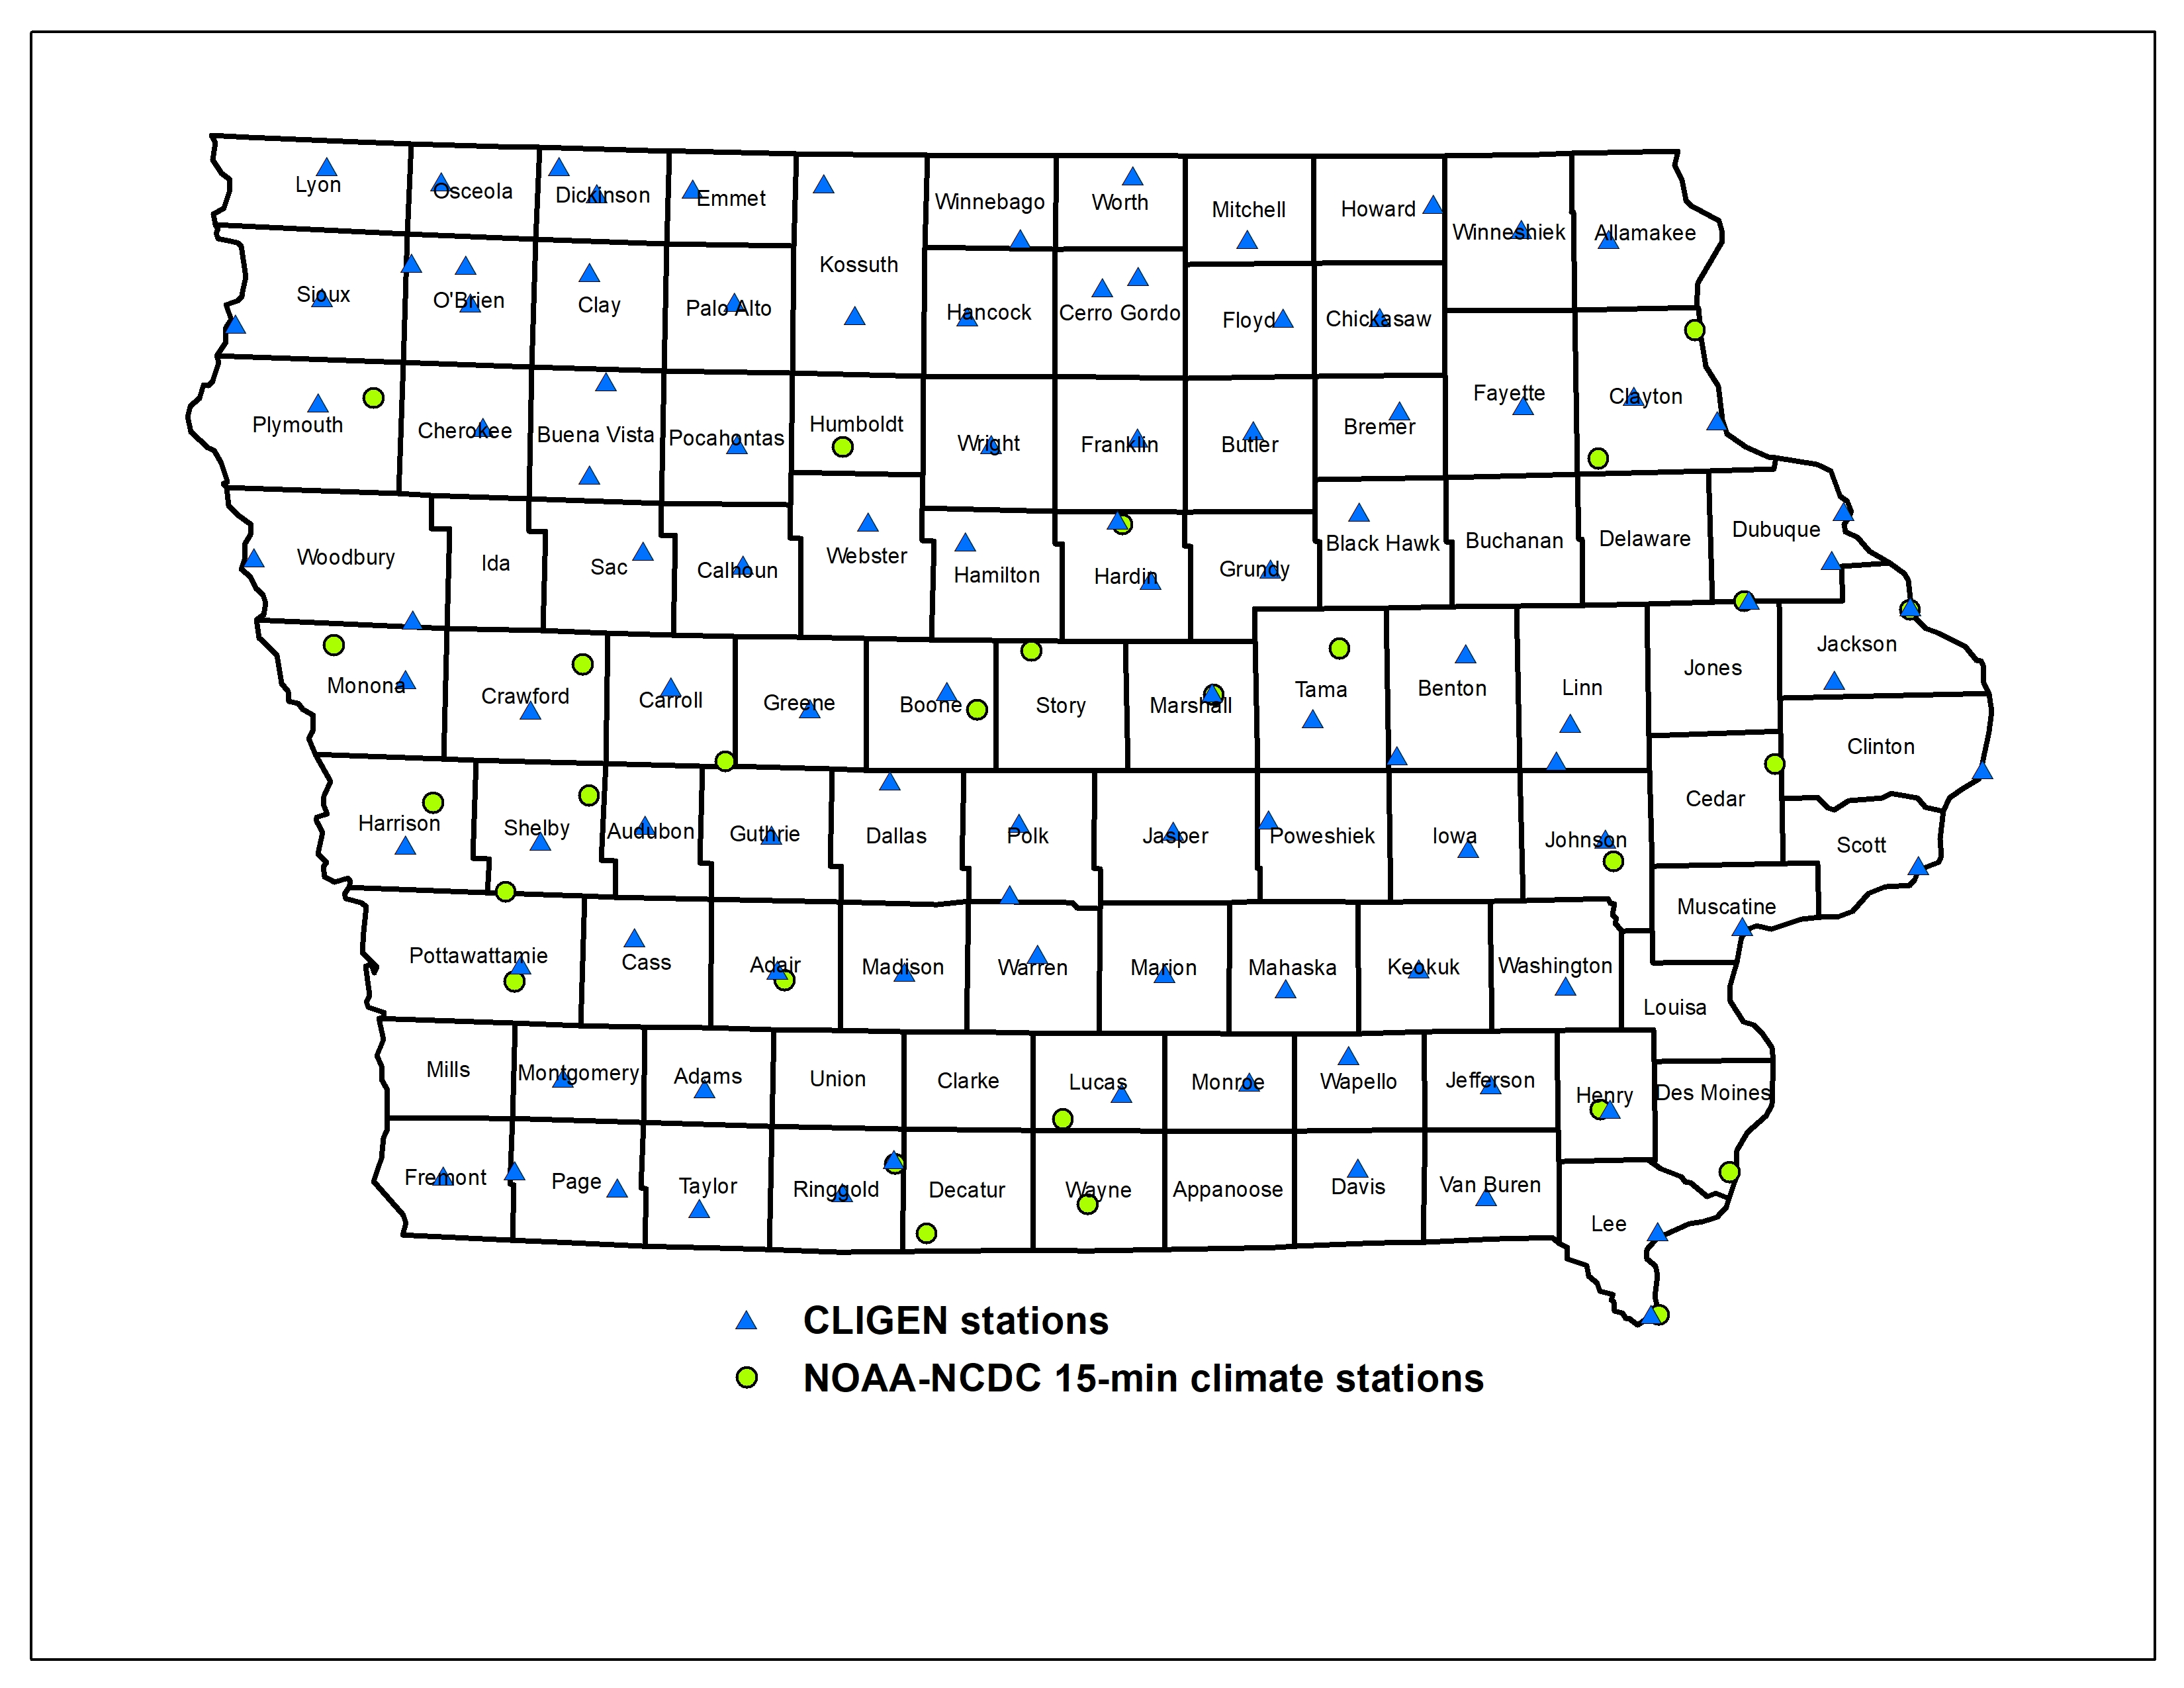 Lyon
Osceola
Dickinson
Emmet
Kossuth
Winnebago
Worth
Mitchell
Howard
Winneshiek
Allamakee
Sioux
O'Brien
Clay
Palo Alto
Hancock
Cerro Gordo
Floyd
Chickasaw
Fayette
Clayton
Plymouth
Cherokee
Buena Vista
Pocahontas
Humboldt
Wright
Franklin
Butler
Bremer
Woodbury
Ida
Sac
Calhoun
Webster
Hamilton
Hardin
Grundy
Black Hawk
Buchanan
Delaware
Dubuque
Monona
Crawford
Carroll
Greene
Boone
Story
Marshall
Tama
Benton
Linn
Jones
Jackson
Clinton
Cedar
Harrison
Shelby
Audubon
Guthrie
Dallas
Polk
Jasper
Poweshiek
Iowa
Johnson
Scott
Muscatine
Pottawattamie
Cass
Adair
Madison
Warren
Marion
Mahaska
Keokuk
Washington
Louisa
Mills
Montgomery
Adams
Union
Clarke
Lucas
Monroe
Wapello
Jefferson
Henry
Des Moines
Fremont
Page
Taylor
Ringgold
Decatur
Wayne
Appanoose
Davis
Van Buren
Lee
CLIGEN stations
NOAA-NCDC 15-min climate stations